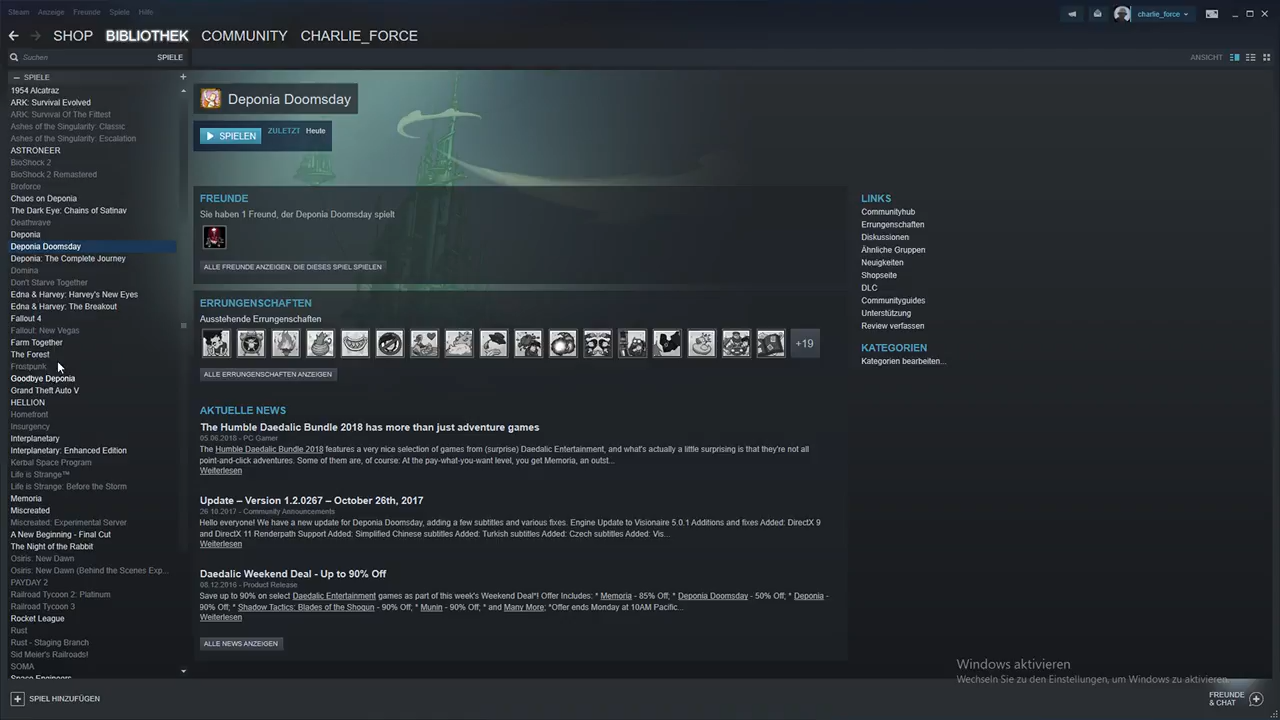 Steam Anzeige Freunde Spiele Hilfe
charlie_force
SHOP BIBLIOTHEK COMMUNITY CHARLIE_FORCE
Suchen SPIELE
ANSICHT
SPIELE
1954 Alcatraz
ARK: Survival Evolved
ARK: Survival Of The Fittest
Ashes of the Singularity: Classic
Ashes of the Singularity: Escalation
ASTRONEER
BioShock 2
BioShock 2 Remastered
Broforce
Chaos on Deponia
The Dark Eye: Chains of Satinav
Deathwave
Deponia
Deponia Doomsday
Deponia: The Complete Journey
Domina
Don't Starve Together
Edna & Harvey: Harvey's New Eyes
Edna & Harvey: The Breakout
Fallout 4
Fallout: New Vegas
Farm Together
The Forest
Frostpunk
Goodbye Deponia
Grand Theft Auto V
HELLION
Homefront
Insurgency
Interplanetary
Interplanetary: Enhanced Edition
Kerbal Space Program
Life is Strange™
Life is Strange: Before the Storm
Memoria
Miscreated
Miscreated: Experimental Server
A New Beginning - Final Cut
The Night of the Rabbit
Osiris: New Dawn
Osiris: New Dawn (Behind the Scenes Exp...
PAYDAY 2
Railroad Tycoon 2: Platinum
Railroad Tycoon 3
Rocket League
Rust
Rust - Staging Branch
Sid Meier's Railroads!
SOMA
Space Engineers
SPIEL HINZUFÜGEN
Deponia Doomsday
SPIELEN ZULETZT Heute
FREUNDE
Sie haben 1 Freund, der Deponia Doomsday spielt
ALLE FREUNDE ANZEIGEN, DIE DIESES SPIEL SPIELEN
ERRUNGENSCHAFTEN
Ausstehende Errungenschaften
+19
ALLE ERRUNGENSCHAFTEN ANZEIGEN
AKTUELLE NEWS
The Humble Daedalic Bundle 2018 has more than just adventure games
05.06.2018 - PC Gamer
The Humble Daedalic Bundle 2018 features a very nice selection of games from (surprise) Daedalic Entertainment, and what's actually a little surprising is that they're not all
point-and-click adventures. Some of them are, of course: At the pay-what-you-want level, you get Memoria, an outst...
Weiterlesen
Update – Version 1.2.0267 – October 26th, 2017
26.10.2017 - Community Announcements
Hello everyone! We have a new update for Deponia Doomsday, adding a few subtitles and various fixes. Engine Update to Visionaire 5.0.1 Additions and fixes Added: DirectX 9
and DirectX 11 Renderpath Support Added: Simplified Chinese subtitles Added: Turkish subtitles Added: Czech subtitles Added: Vis...
Weiterlesen
Daedalic Weekend Deal - Up to 90% Off
08.12.2016 - Product Release
Save up to 90% on select Daedalic Entertainment games as part of this week's Weekend Deal*! Offer Includes: * Memoria - 85% Off; * Deponia Doomsday - 50% Off; * Deponia -
90% Off; * Shadow Tactics: Blades of the Shogun - 90% Off; * Munin - 90% Off; * and Many More; *Offer ends Monday at 10AM Pacific...
Weiterlesen
ALLE NEWS ANZEIGEN
LINKS
Communityhub
Errungenschaften
Diskussionen
Ähnliche Gruppen
Neuigkeiten
Shopseite
DLC
Communityguides
Unterstützung
Review verfassen
KATEGORIEN
Kategorien bearbeiten...
Windows aktivieren
Wechseln Sie zu den Einstellungen, um Windows zu aktivieren.
FREUNDE
& CHAT